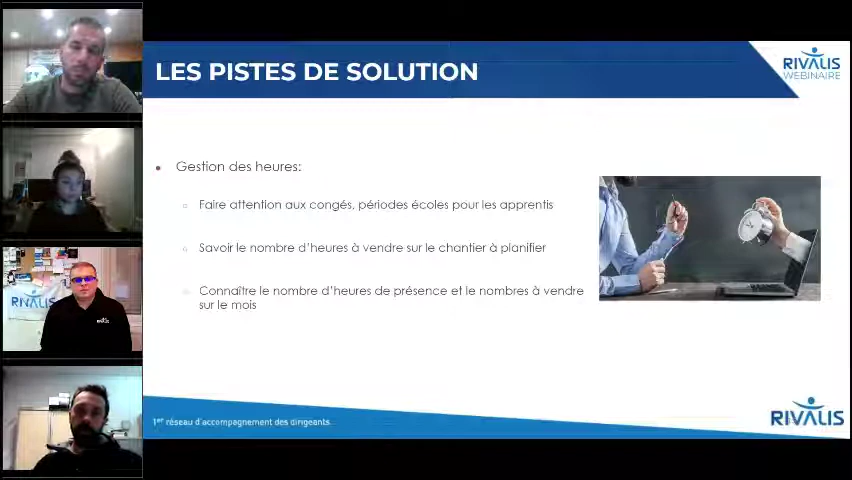 LES PISTES DE SOLUTION
RIVALIS
WEBINAIRE
Gestion des heures:
Faire attention aux congés, périodes écoles pour les apprentis
Savoir le nombre d'heures à vendre sur le chantier à planifier
Connaître le nombre d'heures de présence et le nombres à vendre
sur le mois
RIVALIS
1er réseau d'accompagnement des dirigeants
RIVALIS